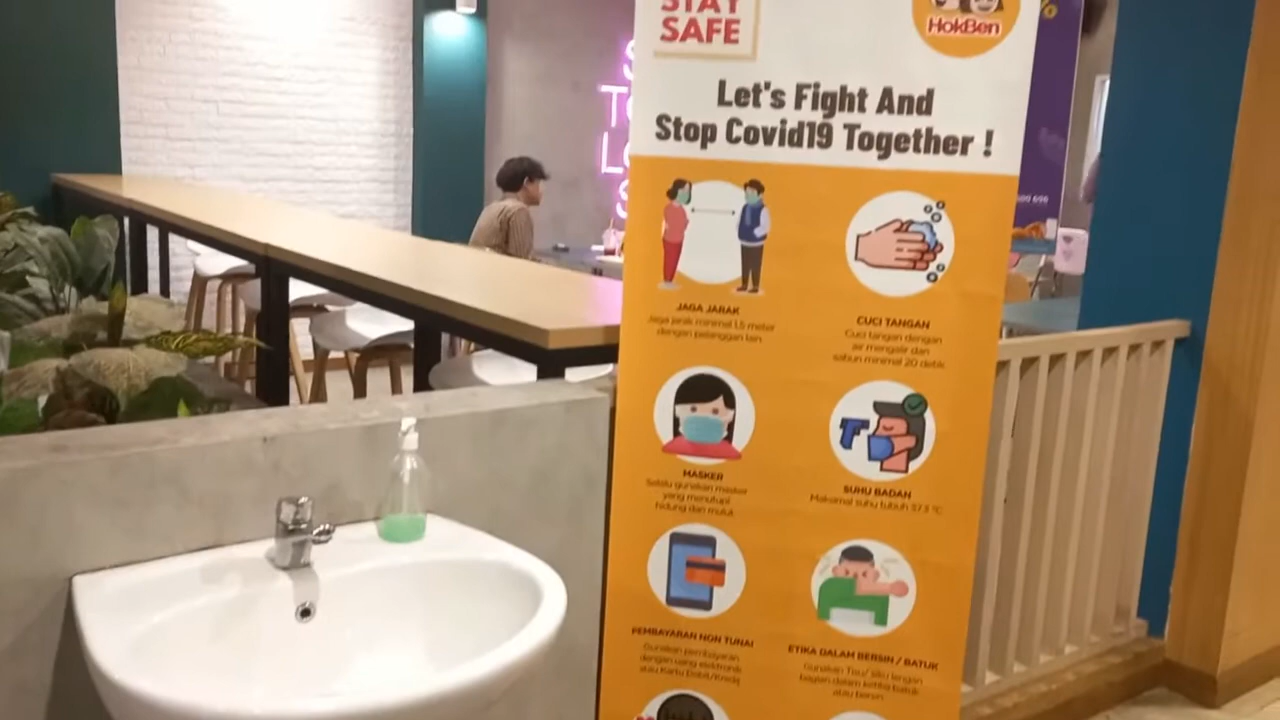 STAY
SAFE
HokBen
Let's Fight And
Stop Covid19 Together !
JAGA JARAK
Jaga jarak minimal 1,5 meter
dengan pelanggan lain.
CUCI TANGAN
Cuci tangan dengan
air mengalir dan
sabun minimal 20 detik
MASKER
Selalu gunakan masker
yang menutupi
hidung dan mulut
SUHU BADAN
Maksimal suhu tubuh 37.3 °C
PEMBAYARAN NON TUNAI
Gunakan pembayaran
dengan uang elektronik
atau Kartu Debit/Kredit
ETIKA DALAM BERSIN / BATUK
Gunakan Tisu/ siku lengan
bagian dalam ketika batuk
atau bersin